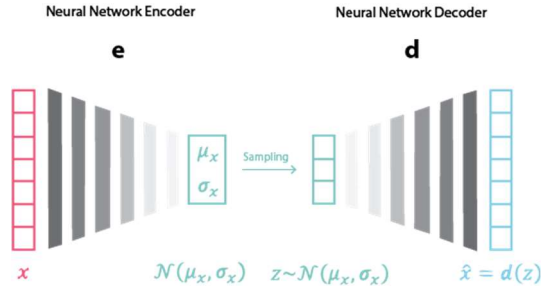 Neural Network Encoder
Neural Network Decoder
e
d
μₓ
σₓ
Sampling
x
𝒩(μₓ, σₓ)
z~𝒩(μₓ, σₓ)
x̂ = d(z)